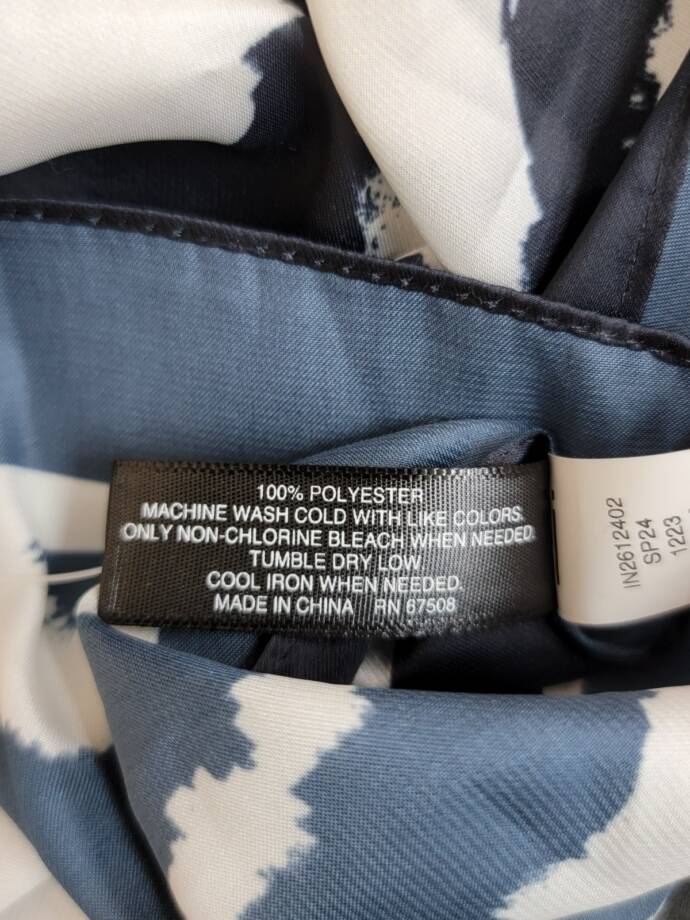 100% POLYESTER
MACHINE WASH COLD WITH LIKE COLORS.
ONLY NON-CHLORINE BLEACH WHEN NEEDED.
TUMBLE DRY LOW.
COOL IRON WHEN NEEDED.
MADE IN CHINA RN 67508
IN2612402
SP24
1223